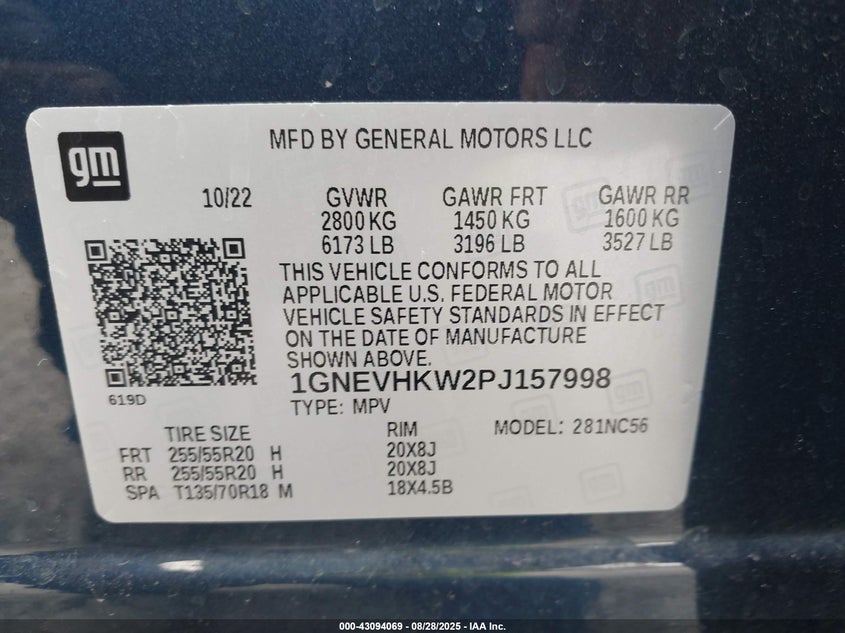 gm
MFD BY GENERAL MOTORS LLC
10/22 GVWR GAWR FRT GAWR RR
2800 KG 1450 KG 1600 KG
6173 LB 3196 LB 3527 LB
THIS VEHICLE CONFORMS TO ALL
APPLICABLE U.S. FEDERAL MOTOR
VEHICLE SAFETY STANDARDS IN EFFECT
ON THE DATE OF MANUFACTURE
SHOWN ABOVE.
1GNEVHKW2PJ157998
619D
TYPE: MPV
TIRE SIZE RIM MODEL: 281NC56
FRT 255/55R20 H 20X8J
RR 255/55R20 H 20X8J
SPA T135/70R18 M 18X4.5B
000-43094069 - 08/28/2025 - IAA Inc.